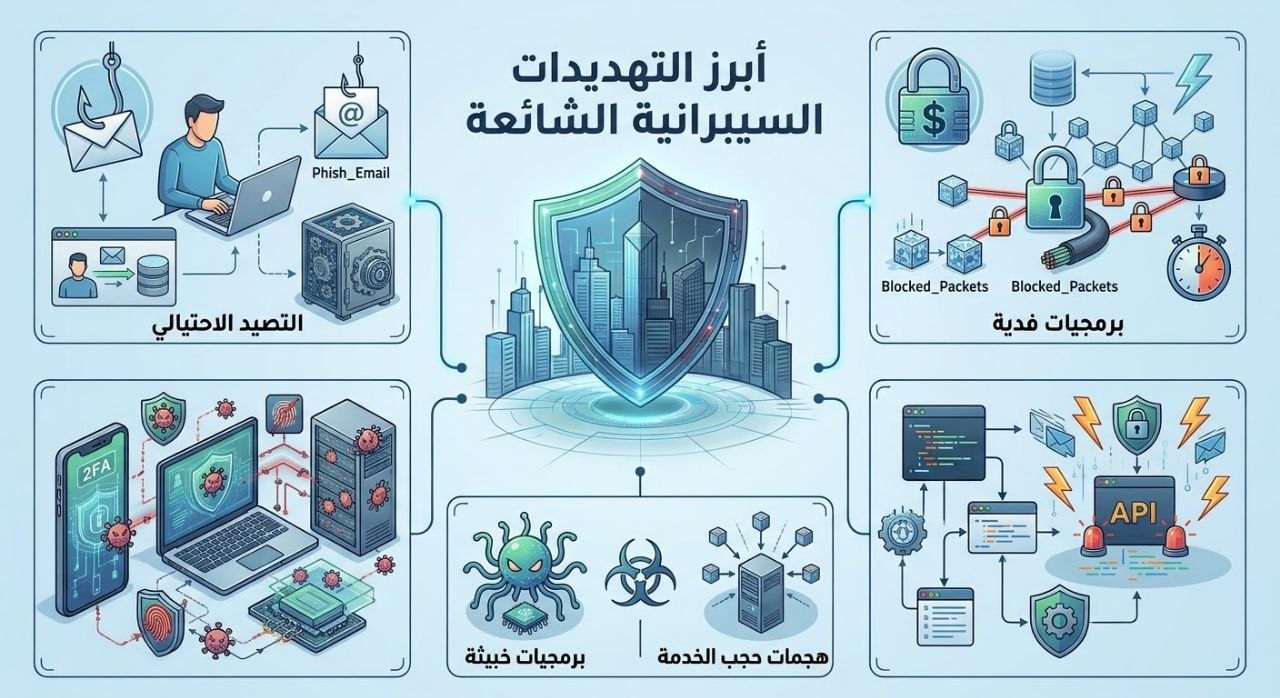 أبرز التهديدات
السيبرانية الشائعة
@
Phish_Email
التصيد الاحتيالي
$
Blocked_Packets
Blocked_Packets
برمجيات فدية
2FA
برمجيات خبيثة
هجمات حجب الخدمة
API